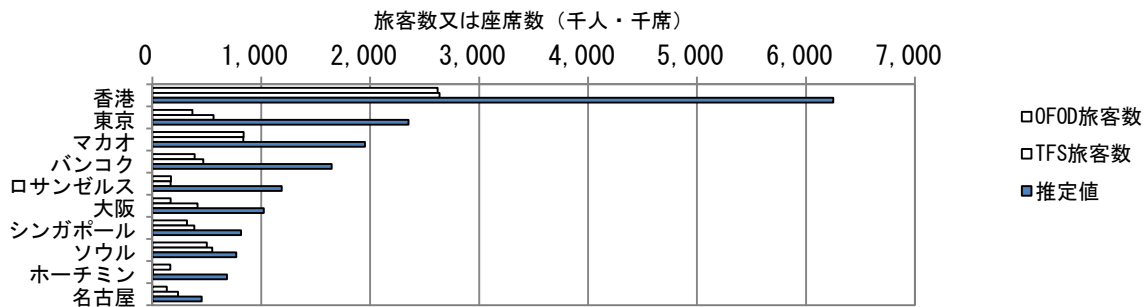 旅客数又は座席数（千人・千席）
0 1,000 2,000 3,000 4,000 5,000 6,000 7,000
香港
東京
マカオ
バンコク
ロサンゼルス
大阪
シンガポール
ソウル
ホーチミン
名古屋
OFOD旅客数
TFS旅客数
推定値